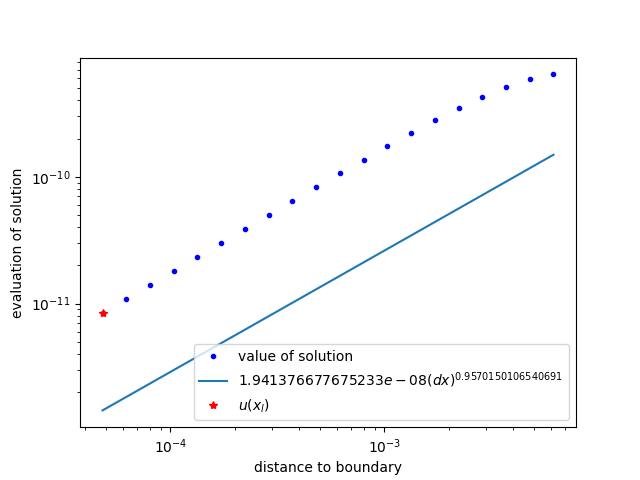 evaluation of solution
10⁻¹⁰
10⁻¹¹
value of solution
1.941376677675233e − 08(dx)^0.9570150106540691
u(x_l)
10⁻⁴
10⁻³
distance to boundary